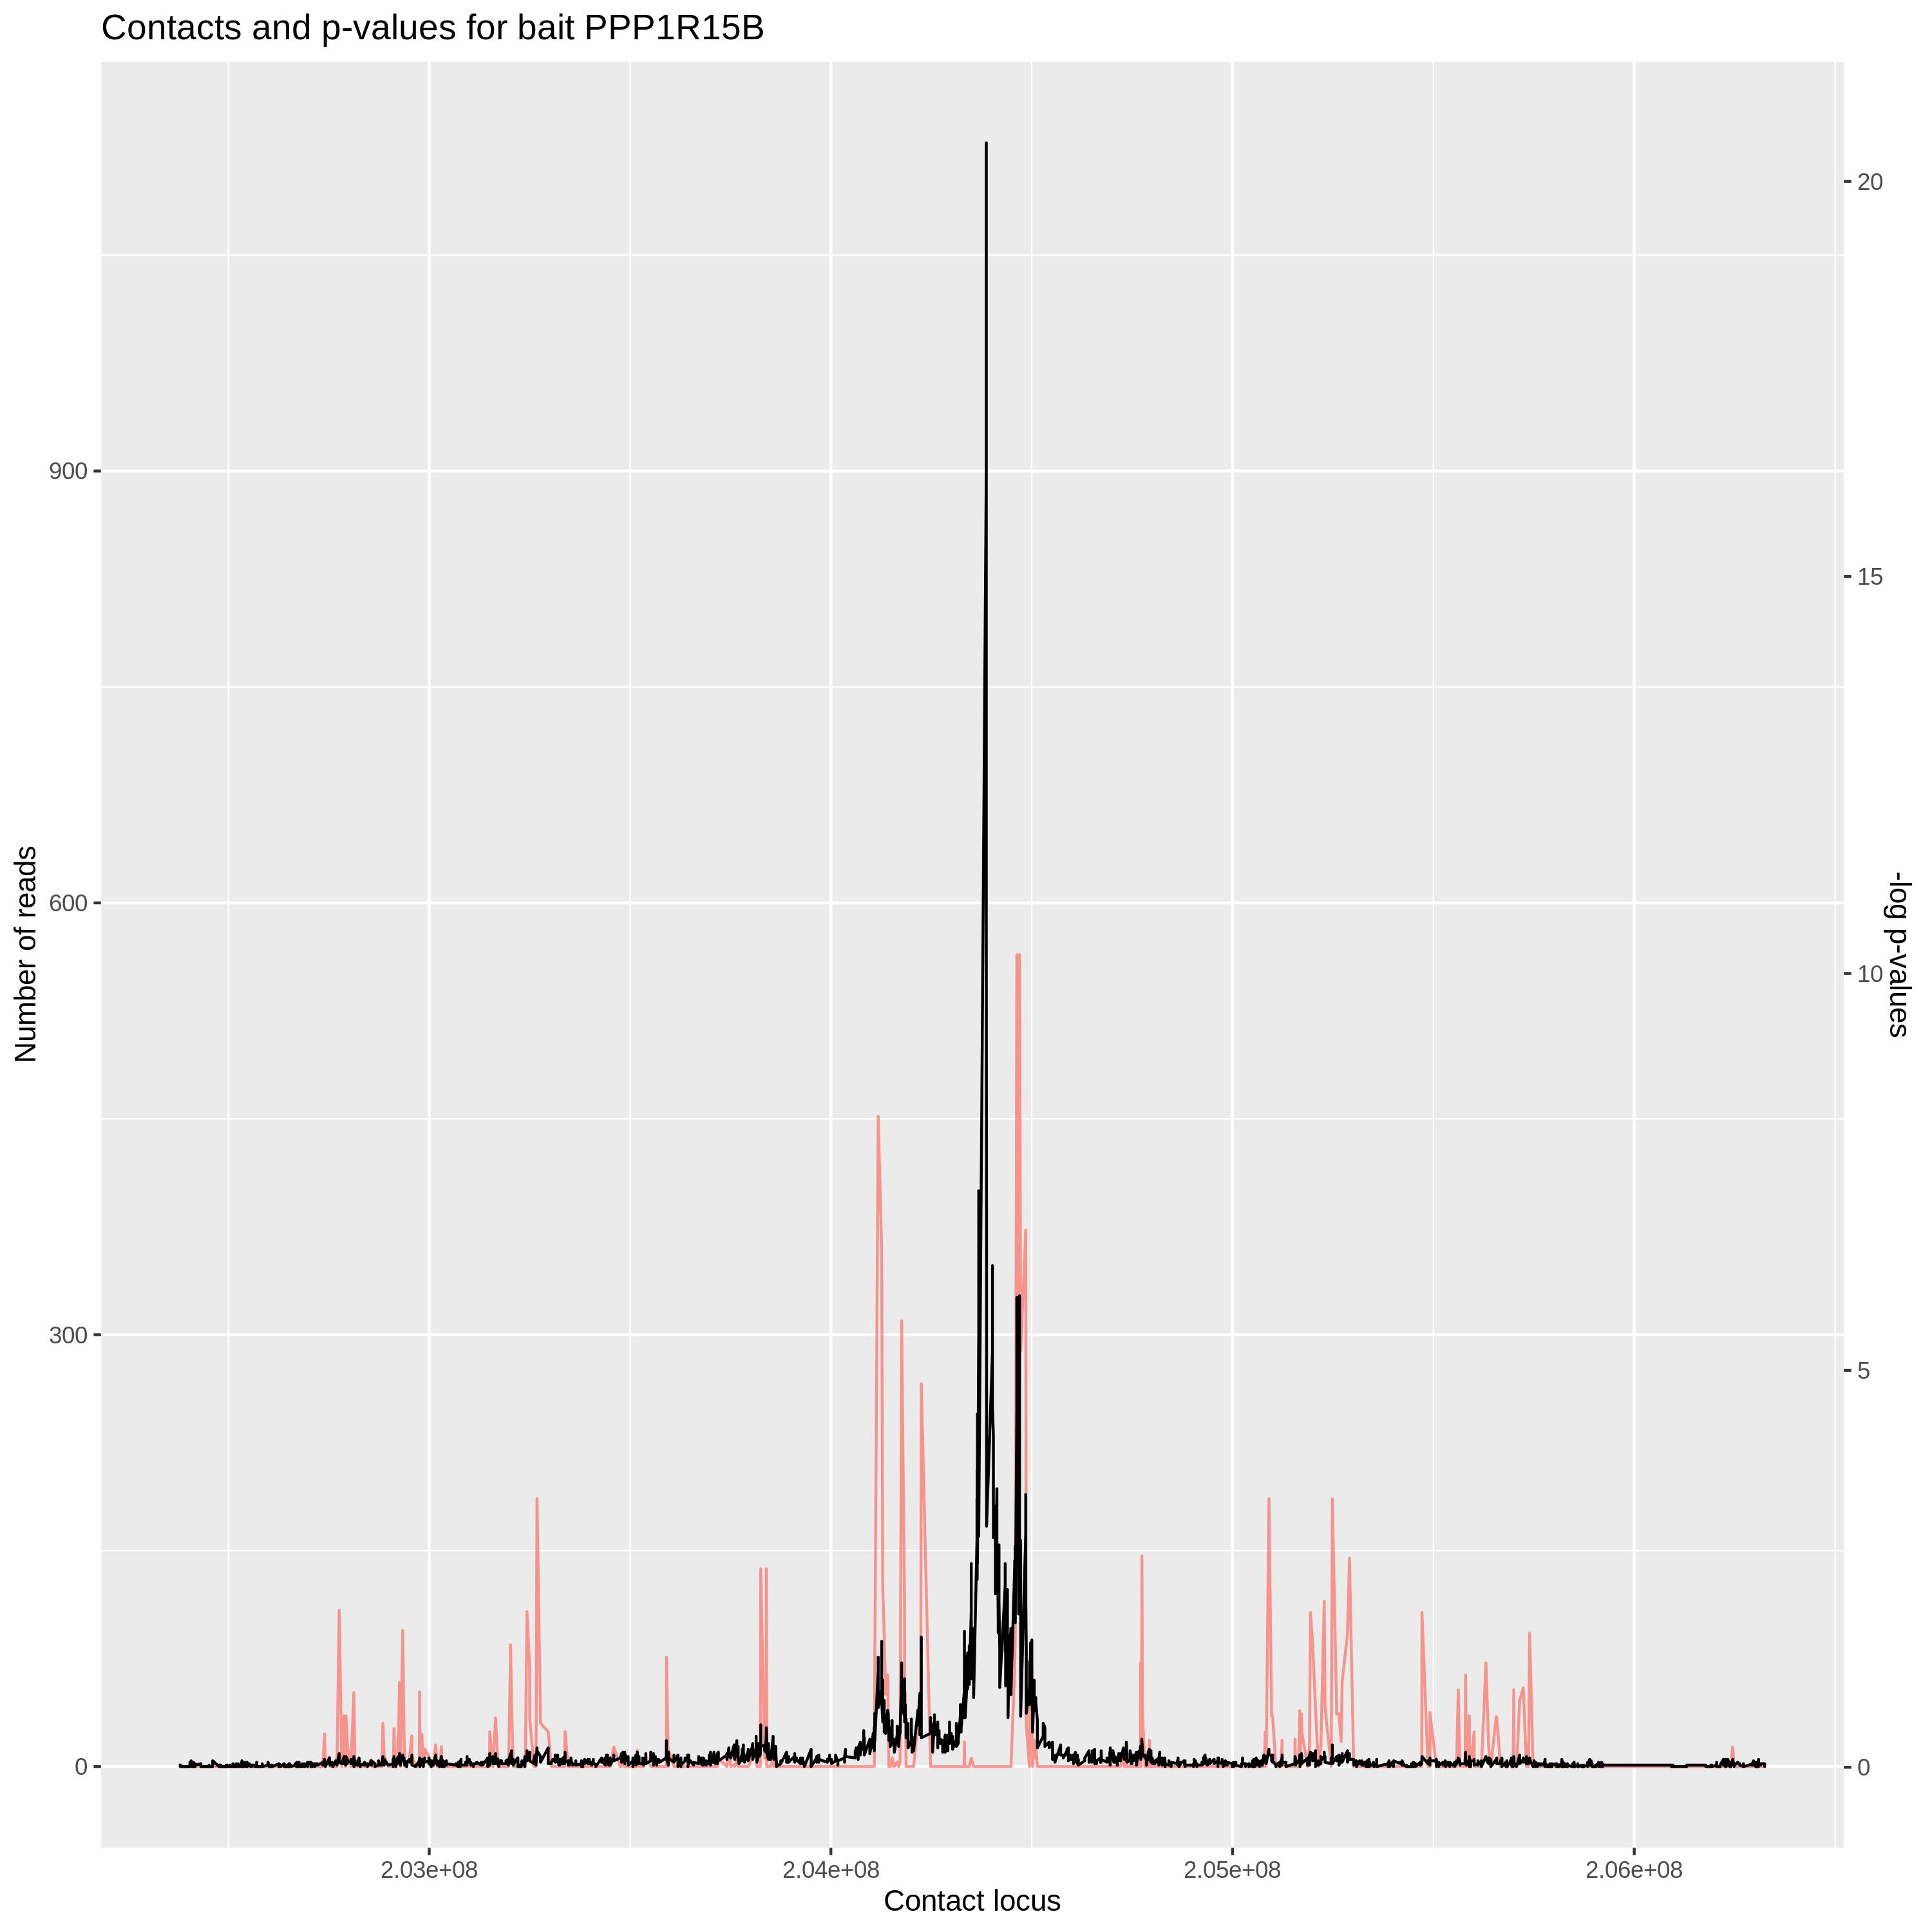 Contacts and p-values for bait PPP1R15B
Number of reads
900
600
300
0
20
15
10
5
0
-log p-values
2.03e+08
2.04e+08
2.05e+08
2.06e+08
Contact locus